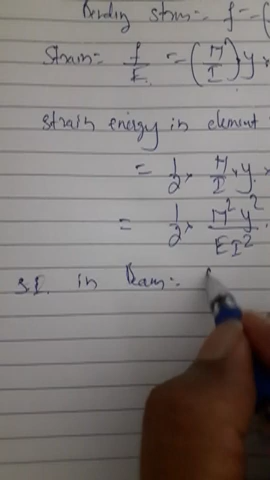 Bending stress:- f = (
Strain:- f/E = (M/I) y ×
strain energy in element
= 1/2 × M/I × y ×
= 1/2 × M²y²/EI² ·
S.E. in Beam:-